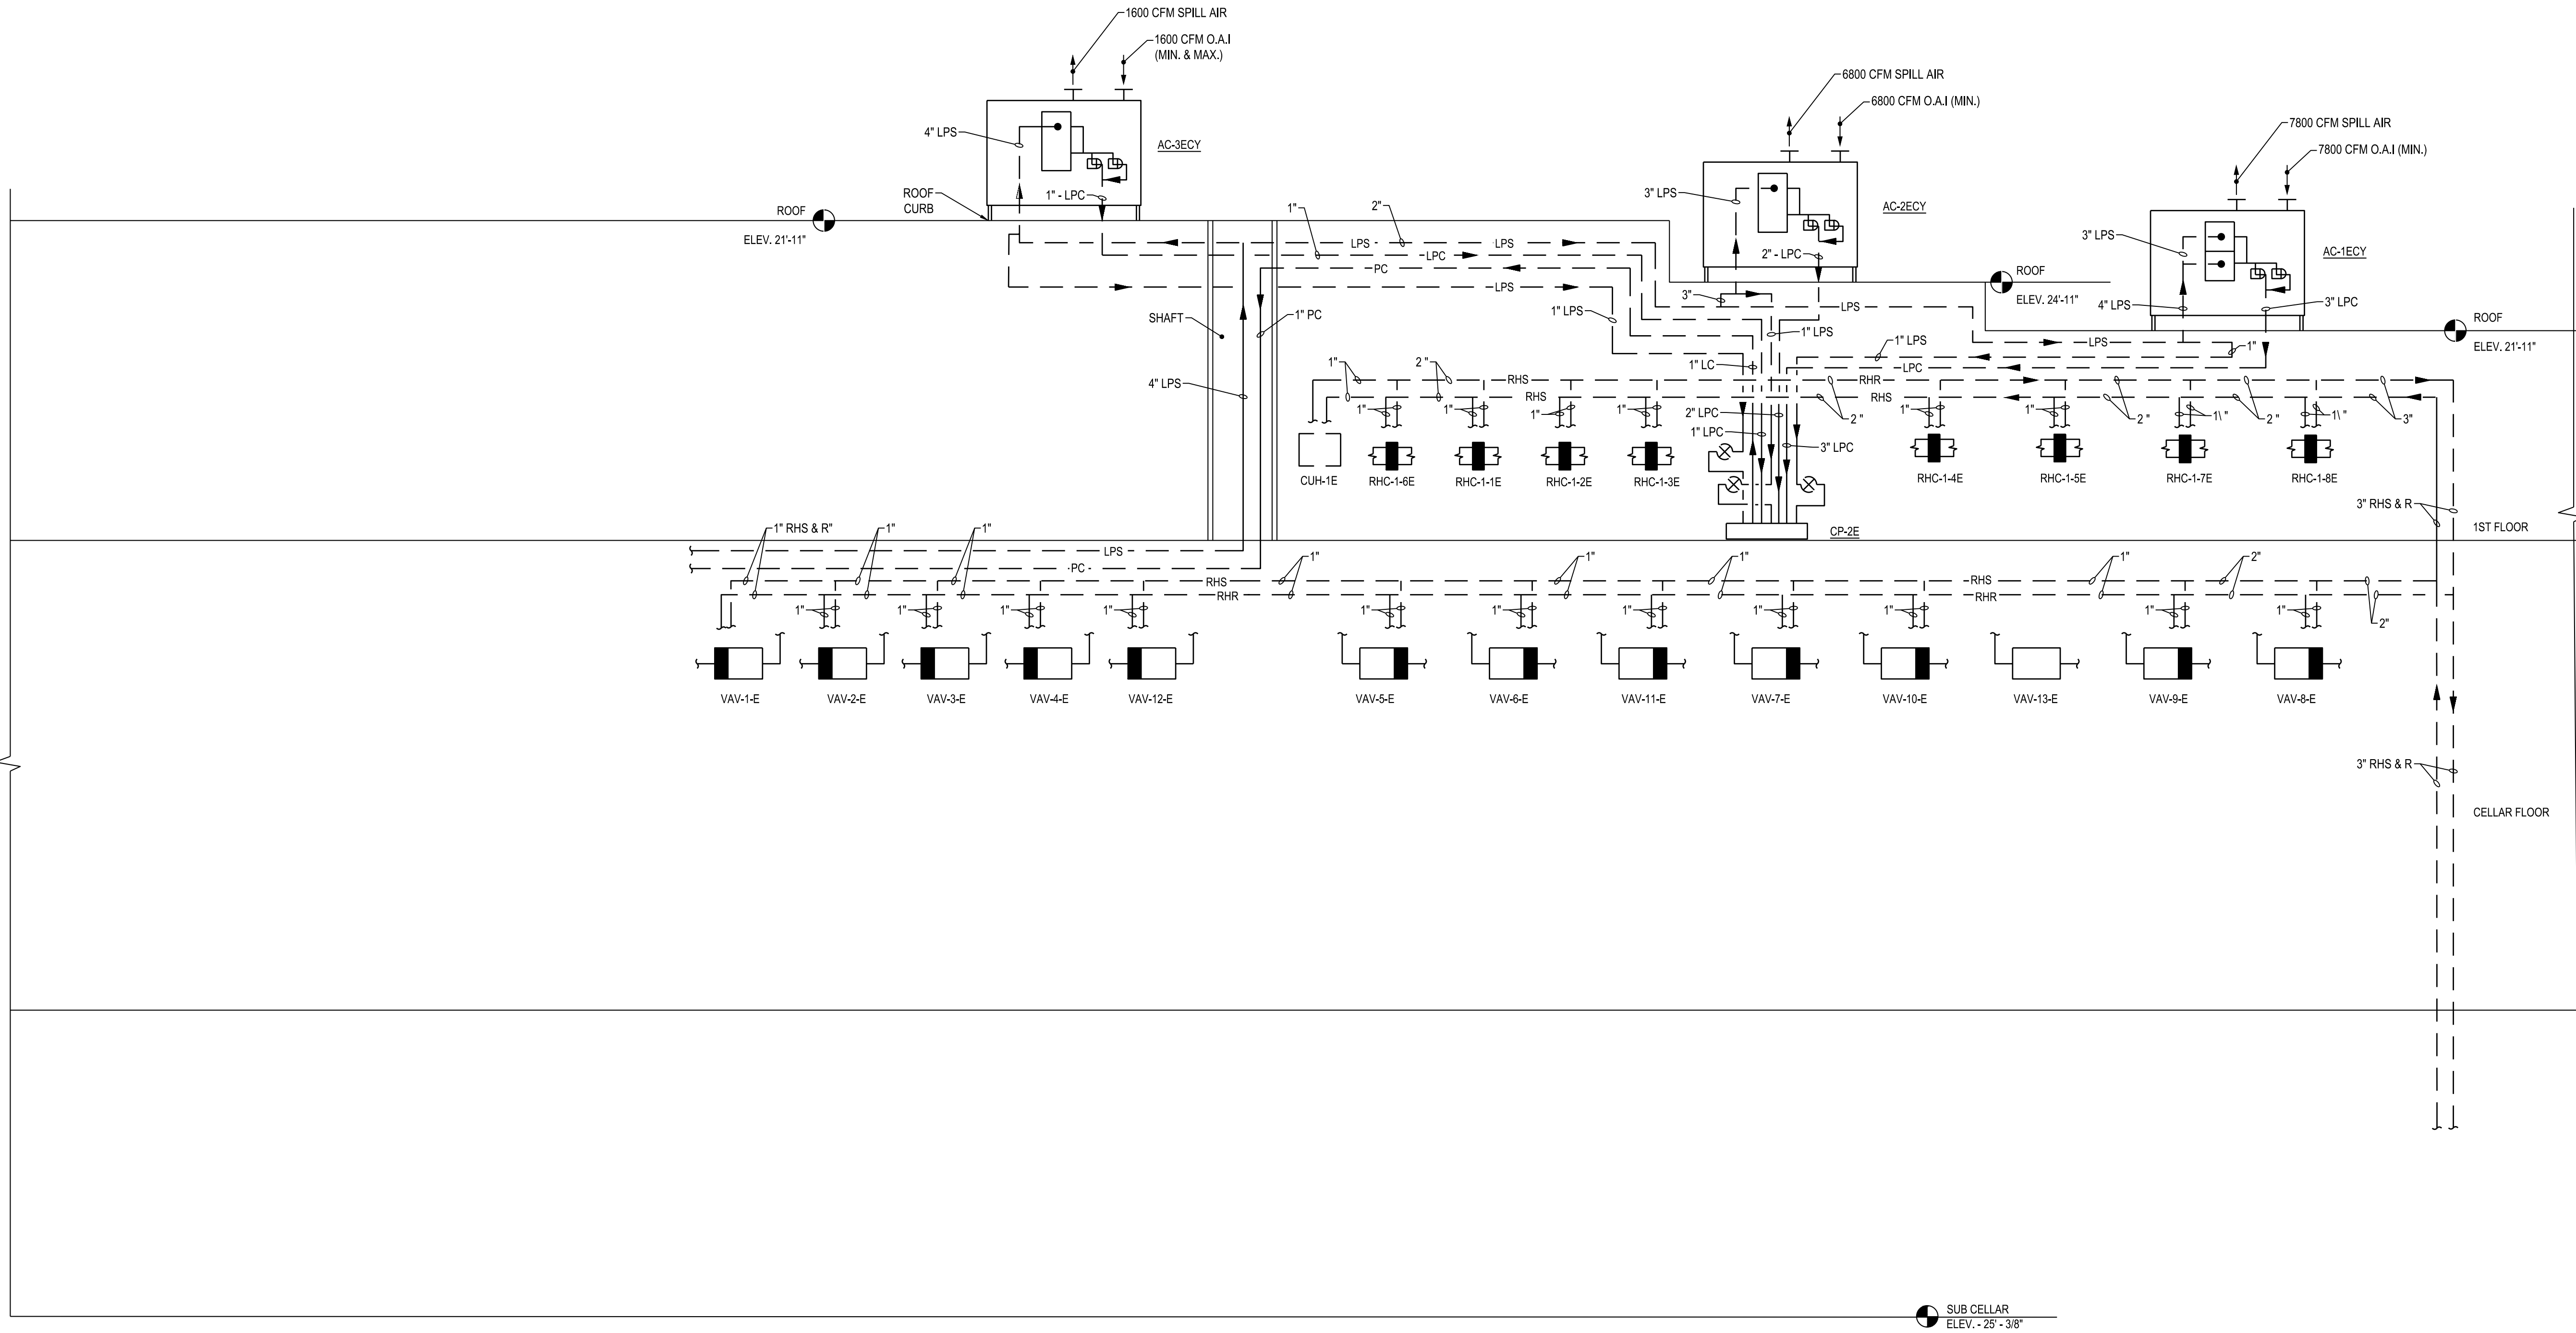 1600 CFM SPILL AIR
1600 CFM O.A.I
(MIN. & MAX.)
4" LPS
AC-3ECY
1" - LPC
ROOF
CURB
ROOF
ELEV. 21'-11"
6800 CFM SPILL AIR
6800 CFM O.A.I (MIN.)
3" LPS
AC-2ECY
2" - LPC
7800 CFM SPILL AIR
7800 CFM O.A.I (MIN.)
3" LPS
AC-1ECY
4" LPS
3" LPC
ROOF
ELEV. 24'-11"
ROOF
ELEV. 21'-11"
1"
2"
LPS
LPS
LPC
PC
LPS
3"
LPS
SHAFT
1" PC
1" LPS
1" LPS
1" LPS
LPS
1"
LPC
4" LPS
1" LC
1"
2 "
RHS
RHR
RHS
RHS
1"
1"
1"
1"
2" LPC
1" LPC
3" LPC
2 "
1"
1"
2 "
1\ "
2 "
1\ "
3"
CUH-1E
RHC-1-6E
RHC-1-1E
RHC-1-2E
RHC-1-3E
RHC-1-4E
RHC-1-5E
RHC-1-7E
RHC-1-8E
3" RHS & R
1ST FLOOR
CP-2E
1" RHS & R"
1"
1"
LPS
PC
1"
1"
1"
1"
2"
RHS
RHR
RHS
RHR
1"
1"
1"
1"
1"
1"
1"
1"
1"
1"
1"
2"
VAV-1-E
VAV-2-E
VAV-3-E
VAV-4-E
VAV-12-E
VAV-5-E
VAV-6-E
VAV-11-E
VAV-7-E
VAV-10-E
VAV-13-E
VAV-9-E
VAV-8-E
3" RHS & R
CELLAR FLOOR
SUB CELLAR
ELEV. - 25' - 3/8"